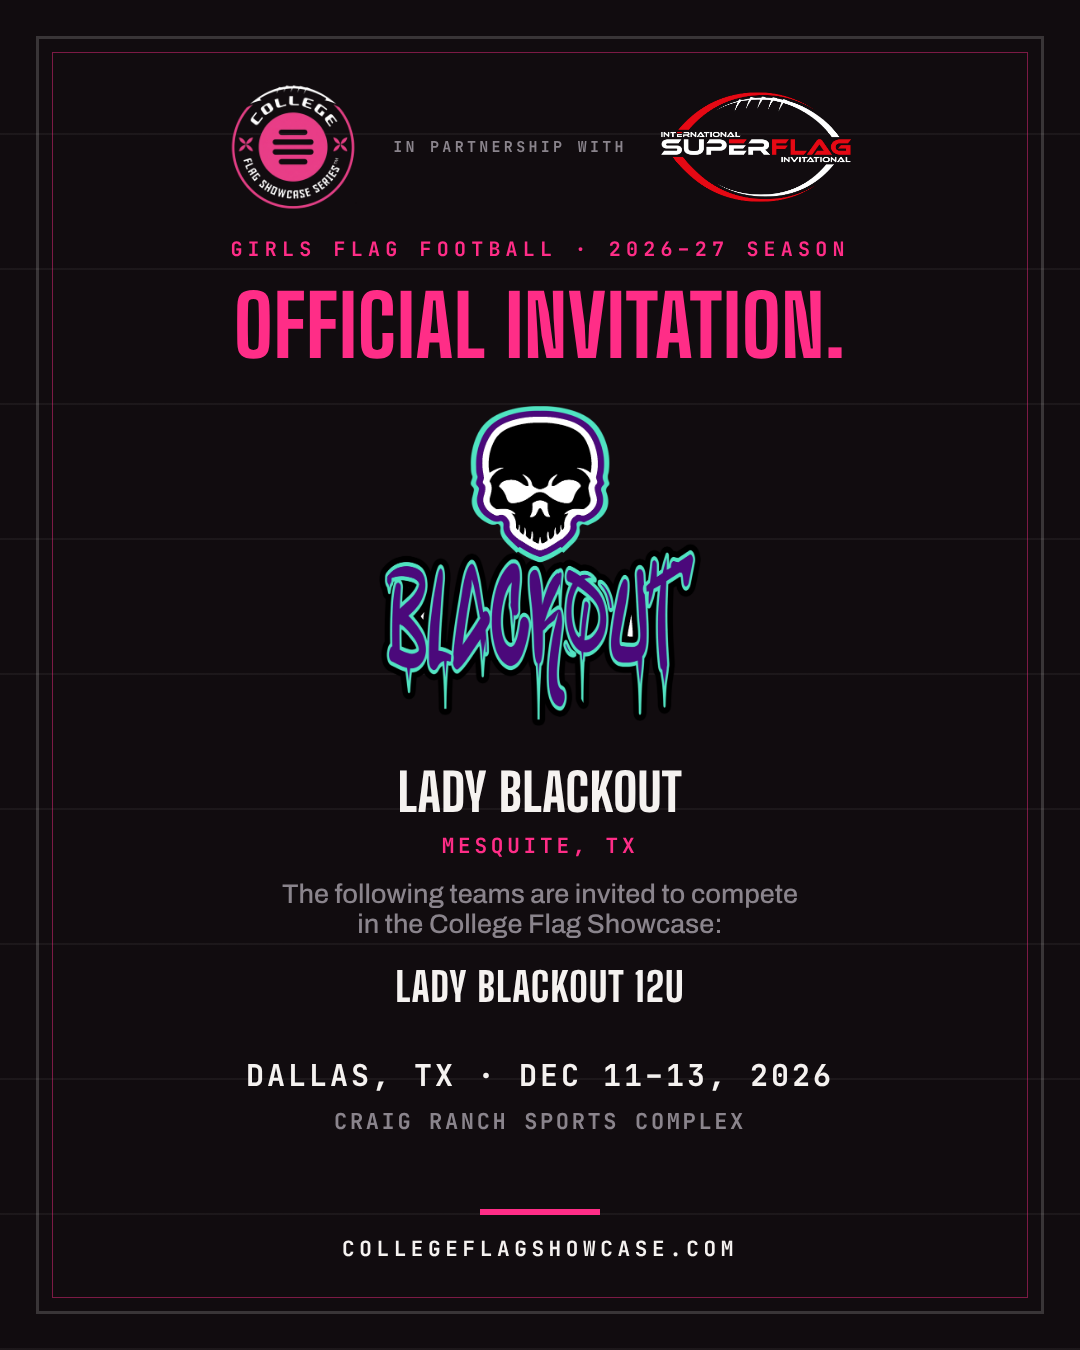 COLLEGE
FLAG SHOWCASE SERIES™
IN PARTNERSHIP WITH
INTERNATIONAL
SUPERFLAG
INVITATIONAL
GIRLS FLAG FOOTBALL · 2026-27 SEASON
OFFICIAL INVITATION.
BLACKOUT
LADY BLACKOUT
MESQUITE, TX
The following teams are invited to compete
in the College Flag Showcase:
LADY BLACKOUT 12U
DALLAS, TX · DEC 11-13, 2026
CRAIG RANCH SPORTS COMPLEX
COLLEGEFLAGSHOWCASE.COM